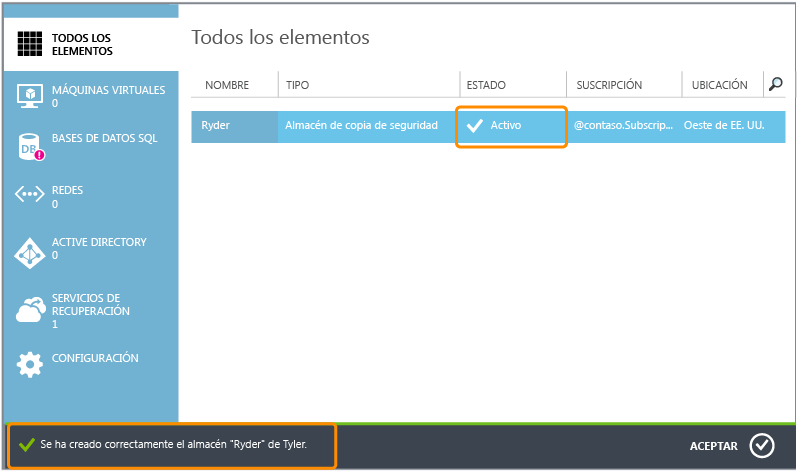 TODOS LOS
ELEMENTOS
MÁQUINAS VIRTUALES
0
BASES DE DATOS SQL
DB
REDES
0
ACTIVE DIRECTORY
0
SERVICIOS DE
RECUPERACIÓN
1
CONFIGURACIÓN
Todos los elementos
NOMBRE TIPO ESTADO SUSCRIPCIÓN UBICACIÓN
Ryder Almacén de copia de seguridad Activo @contaso.Subscrip... Oeste de EE. UU.
Se ha creado correctamente el almacén "Ryder" de Tyler.
ACEPTAR